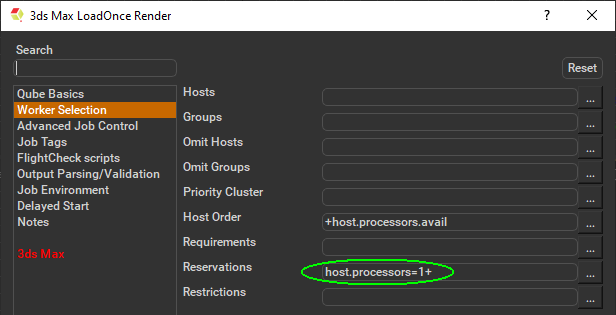 3ds Max LoadOnce Render
?
Search
Reset
Qube Basics
Worker Selection
Advanced Job Control
Job Tags
FlightCheck scripts
Output Parsing/Validation
Job Environment
Delayed Start
Notes
3ds Max
Hosts
...
Groups
...
Omit Hosts
...
Omit Groups
...
Priority Cluster
...
Host Order
+host.processors.avail
...
Requirements
...
Reservations
host.processors=1+
...
Restrictions
...